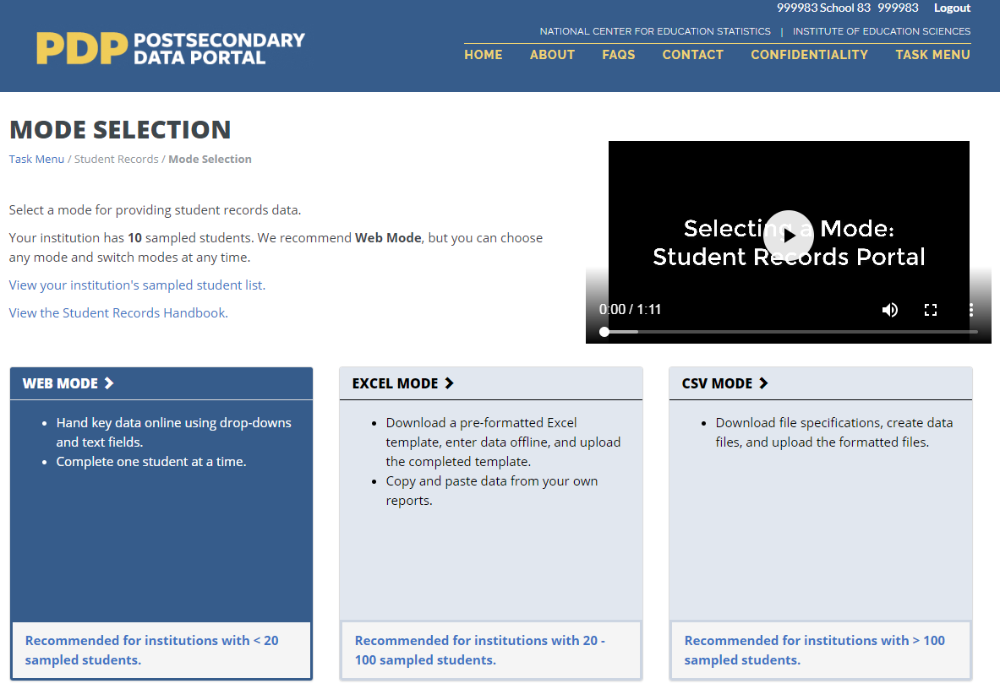 999983 School 83 999983 Logout
PDP POSTSECONDARY DATA PORTAL
NATIONAL CENTER FOR EDUCATION STATISTICS | INSTITUTE OF EDUCATION SCIENCES
HOME ABOUT FAQS CONTACT CONFIDENTIALITY TASK MENU
MODE SELECTION
Task Menu / Student Records / Mode Selection
Select a mode for providing student records data.
Your institution has 10 sampled students. We recommend Web Mode, but you can choose
any mode and switch modes at any time.
View your institution's sampled student list.
View the Student Records Handbook.
Selecting a Mode:
Student Records Portal
0:00 / 1:11
WEB MODE
• Hand key data online using drop-downs
and text fields.
• Complete one student at a time.
Recommended for institutions with < 20
sampled students.
EXCEL MODE
• Download a pre-formatted Excel
template, enter data offline, and upload
the completed template.
• Copy and paste data from your own
reports.
Recommended for institutions with 20 -
100 sampled students.
CSV MODE
• Download file specifications, create data
files, and upload the formatted files.
Recommended for institutions with > 100
sampled students.